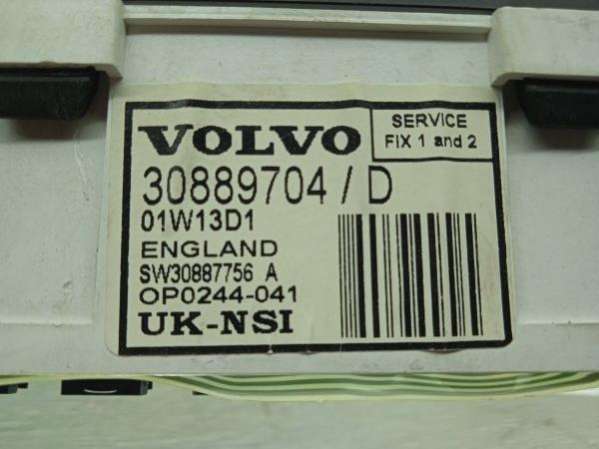 VOLVO
SERVICE
FIX 1 and 2
30889704 / D
01W13D1
ENGLAND
SW30887756 A
OP0244-041
UK-NSI